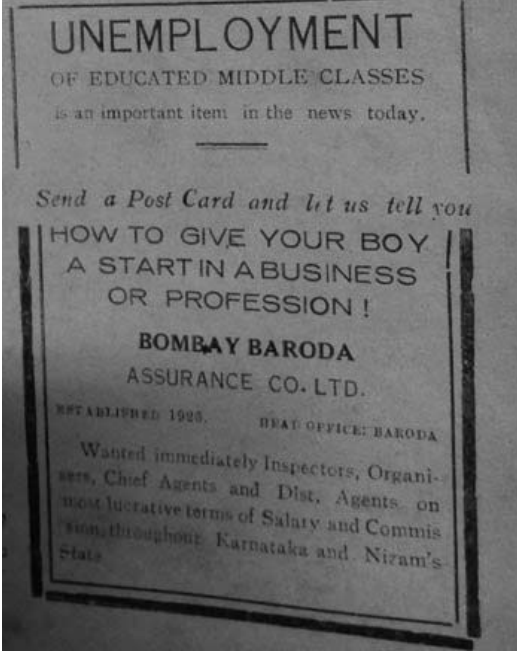 UNEMPLOYMENT
OF EDUCATED MIDDLE CLASSES
is an important item in the news today.
Send a Post Card and let us tell you
HOW TO GIVE YOUR BOY
A START IN A BUSINESS
OR PROFESSION !
BOMBAY BARODA
ASSURANCE CO. LTD.
ESTABLISHED 1926. HEAD OFFICE: BARODA
Wanted immediately Inspectors, Organi-
sers, Chief Agents and Dist, Agents on
most lucrative terms of Salary and Commis
sion, throughout Karnataka and Nizam's
State